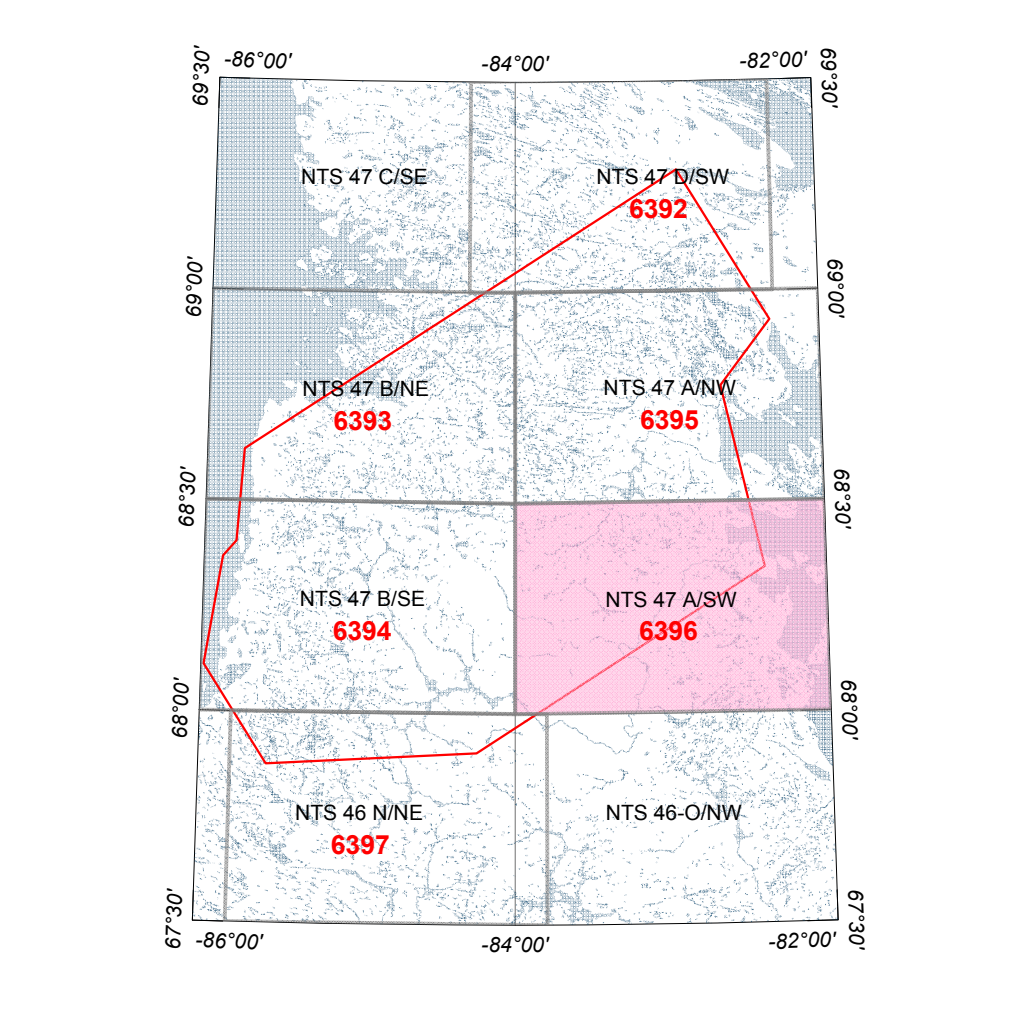 -86°00'
-84°00'
-82°00'
69°30'
69°30'
NTS 47 C/SE
NTS 47 D/SW
6392
69°00'
69°00'
NTS 47 B/NE
NTS 47 A/NW
6393
6395
68°30'
68°30'
NTS 47 B/SE
NTS 47 A/SW
6394
6396
68°00'
68°00'
NTS 46 N/NE
NTS 46-O/NW
6397
67°30'
67°30'
-86°00'
-84°00'
-82°00'